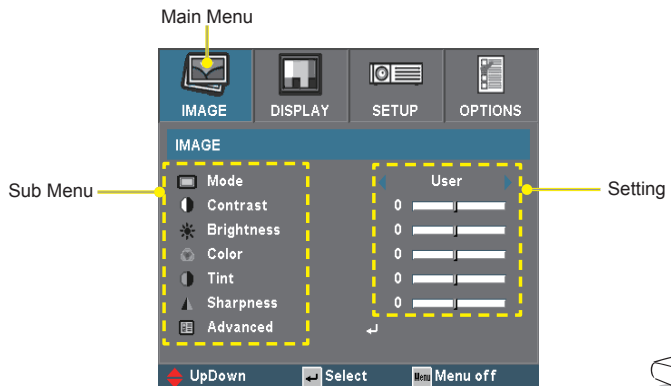 Main Menu
IMAGE DISPLAY SETUP OPTIONS
IMAGE
Sub Menu
Setting
Mode User
Contrast 0
Brightness 0
Color 0
Tint 0
Sharpness 0
Advanced
UpDown Select Menu Menu off